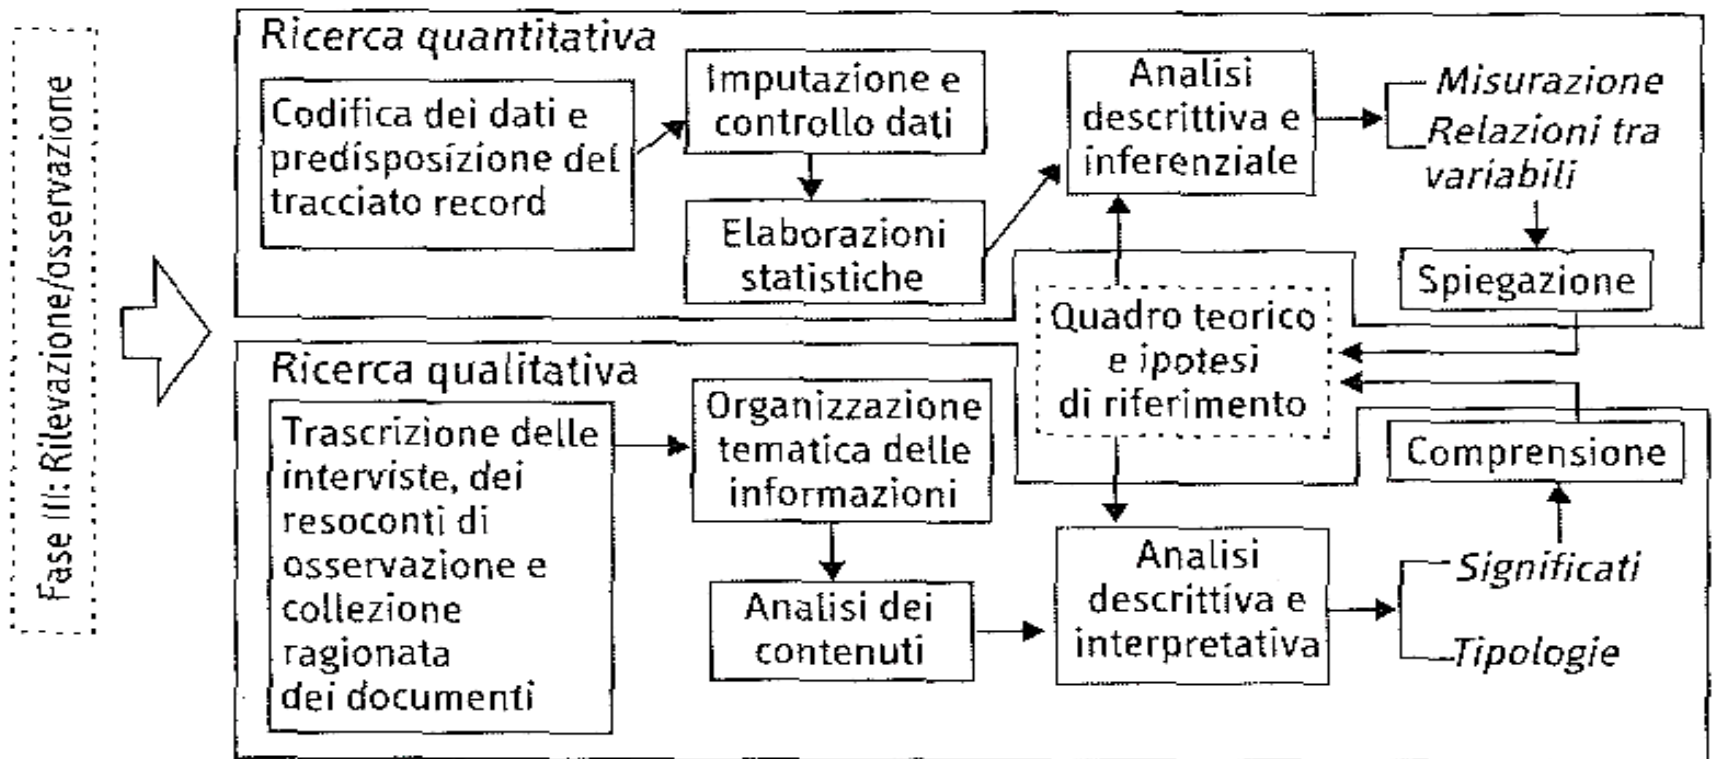 Fase III: Rilevazione/osservazione
Ricerca quantitativa
Codifica dei dati e
predisposizione del
tracciato record
Imputazione e
controllo dati
Elaborazioni
statistiche
Analisi
descrittiva e
inferenziale
Misurazione
Relazioni tra
variabili
Spiegazione
Quadro teorico
e ipotesi
di riferimento
Ricerca qualitativa
Trascrizione delle
interviste, dei
resoconti di
osservazione e
collezione
ragionata
dei documenti
Organizzazione
tematica delle
informazioni
Analisi dei
contenuti
Analisi
descrittiva e
interpretativa
Significati
Tipologie
Comprensione